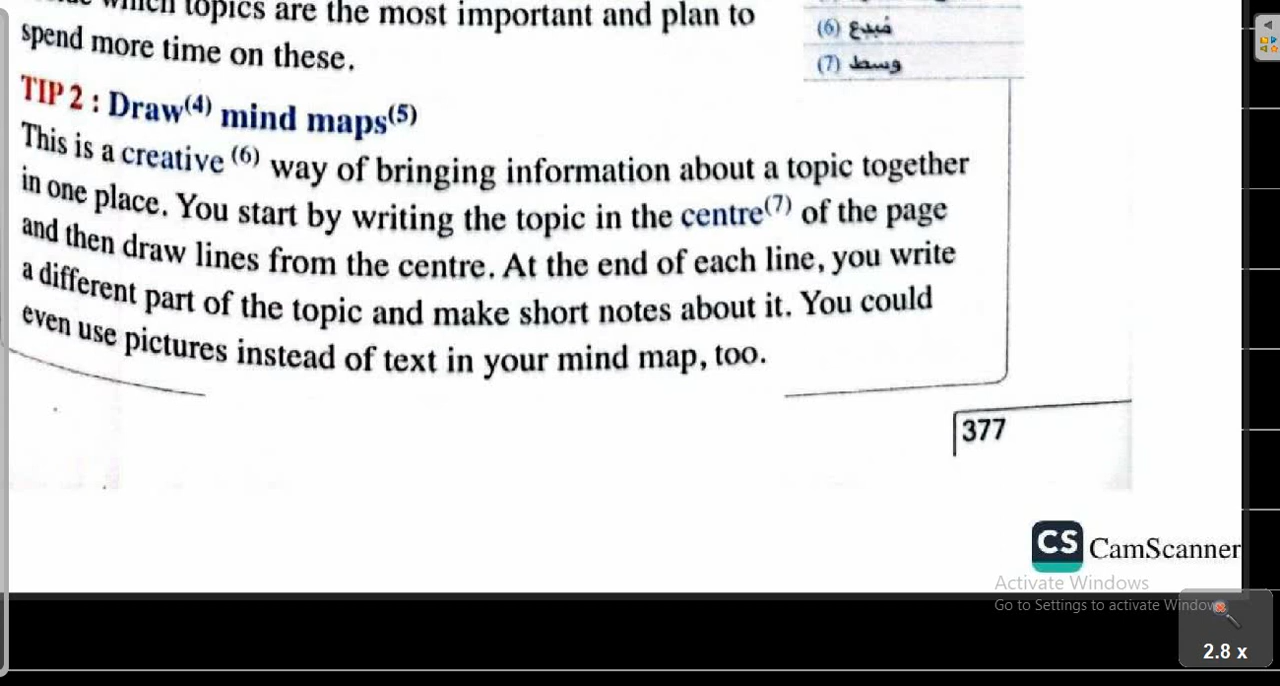 which topics are the most important and plan to
spend more time on these.
(6) مُبدع
(7) وسط
TIP 2 : Draw(4) mind maps(5)
This is a creative (6) way of bringing information about a topic together
in one place. You start by writing the topic in the centre(7) of the page
and then draw lines from the centre. At the end of each line, you write
a different part of the topic and make short notes about it. You could
even use pictures instead of text in your mind map, too.
377
CS CamScanner
Activate Windows
Go to Settings to activate Windows
2.8 x